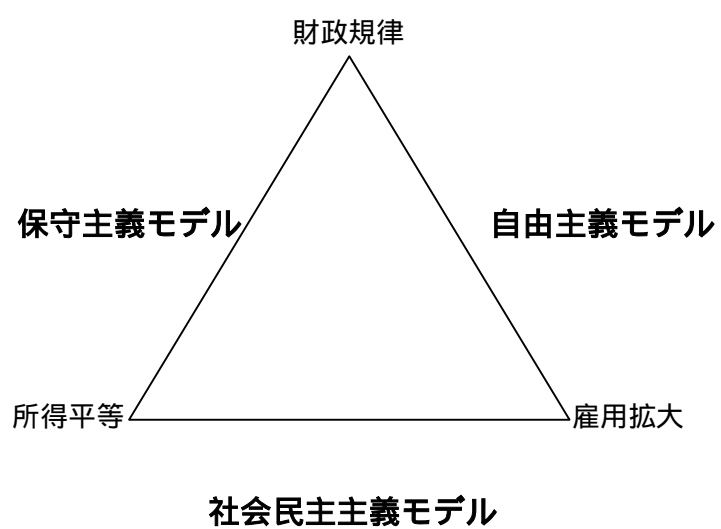 財政規律
保守主義モデル
自由主義モデル
所得平等
雇用拡大
社会民主主義モデル